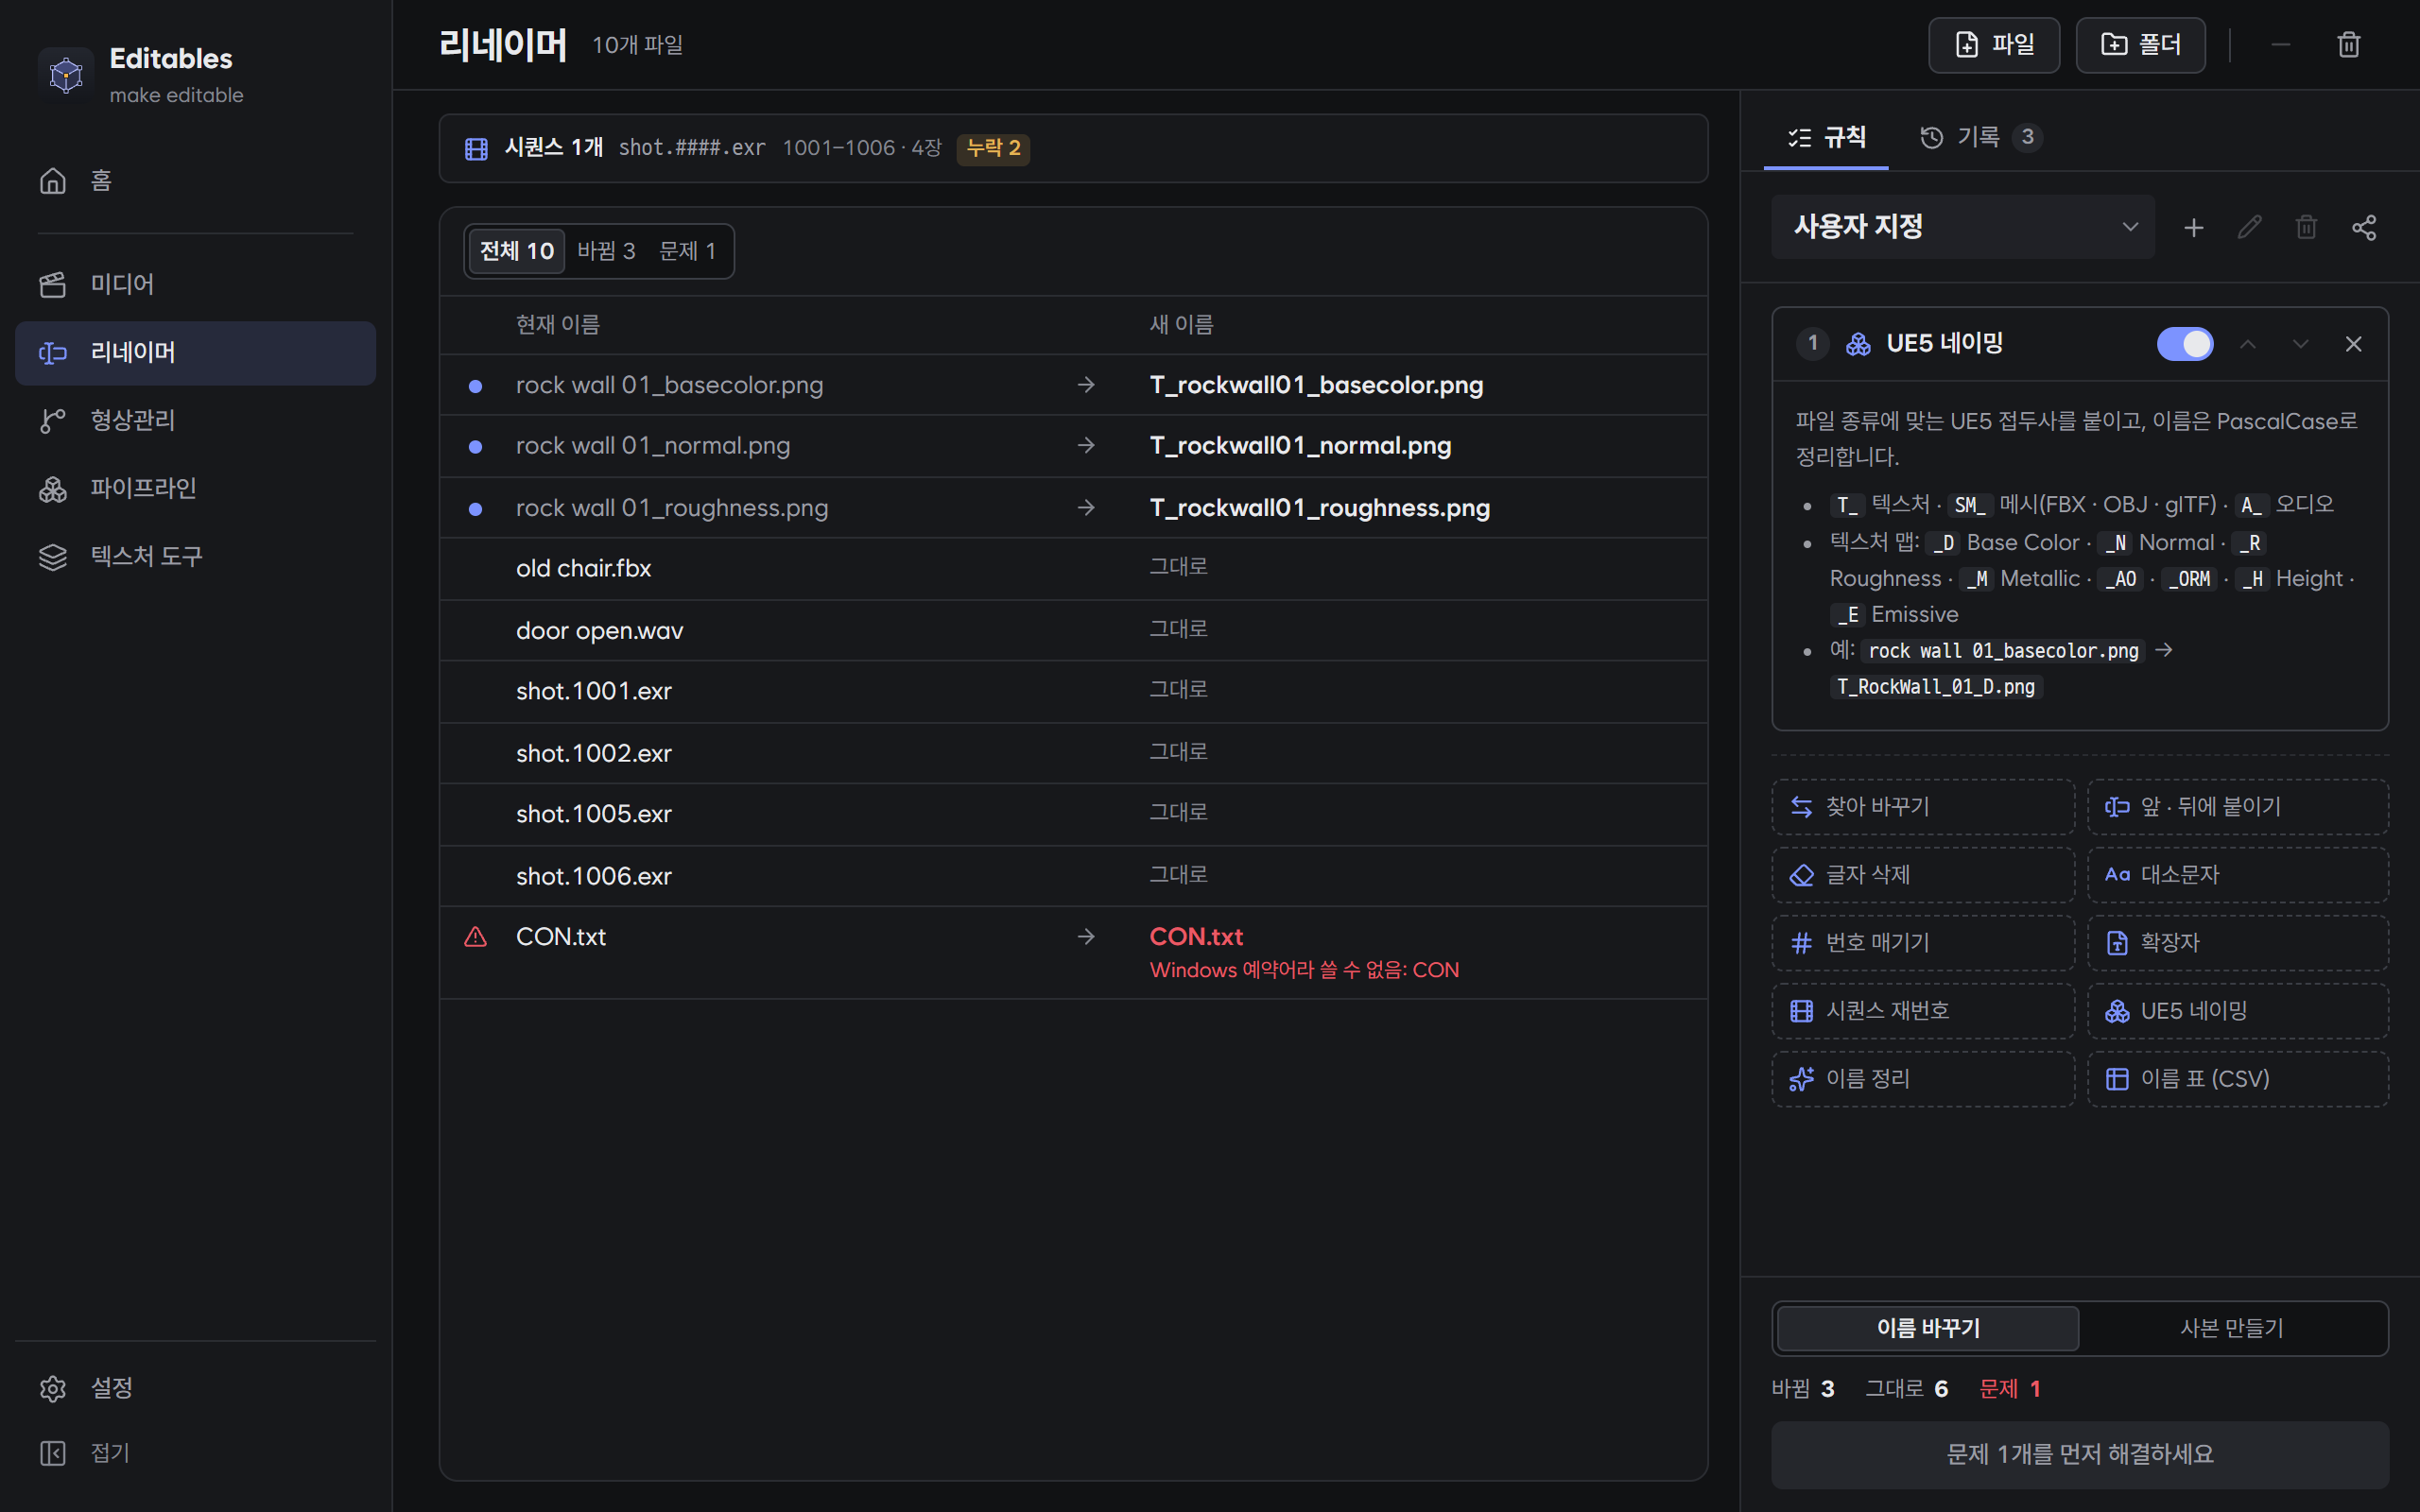 Editables
make editable
홈
미디어
리네이머
형상관리
파이프라인
텍스처 도구
설정
접기
리네이머 10개 파일
파일 폴더
시퀀스 1개 shot.####.exr 1001–1006 · 4장 누락 2
전체 10 바뀜 3 문제 1
현재 이름 새 이름
rock wall 01_basecolor.png → T_rockwall01_basecolor.png
rock wall 01_normal.png → T_rockwall01_normal.png
rock wall 01_roughness.png → T_rockwall01_roughness.png
old chair.fbx 그대로
door open.wav 그대로
shot.1001.exr 그대로
shot.1002.exr 그대로
shot.1005.exr 그대로
shot.1006.exr 그대로
CON.txt → CON.txt
Windows 예약어라 쓸 수 없음: CON
규칙 기록 3
사용자 지정
1 UE5 네이밍
파일 종류에 맞는 UE5 접두사를 붙이고, 이름은 PascalCase로
정리합니다.
• T_ 텍스처 · SM_ 메시(FBX · OBJ · glTF) · A_ 오디오
• 텍스처 맵: _D Base Color · _N Normal · _R
Roughness · _M Metallic · _AO · _ORM · _H Height ·
_E Emissive
• 예: rock wall 01_basecolor.png →
T_RockWall_01_D.png
찾아 바꾸기 앞 · 뒤에 붙이기
글자 삭제 Aa 대소문자
# 번호 매기기 확장자
시퀀스 재번호 UE5 네이밍
이름 정리 이름 표 (CSV)
이름 바꾸기 사본 만들기
바뀜 3 그대로 6 문제 1
문제 1개를 먼저 해결하세요